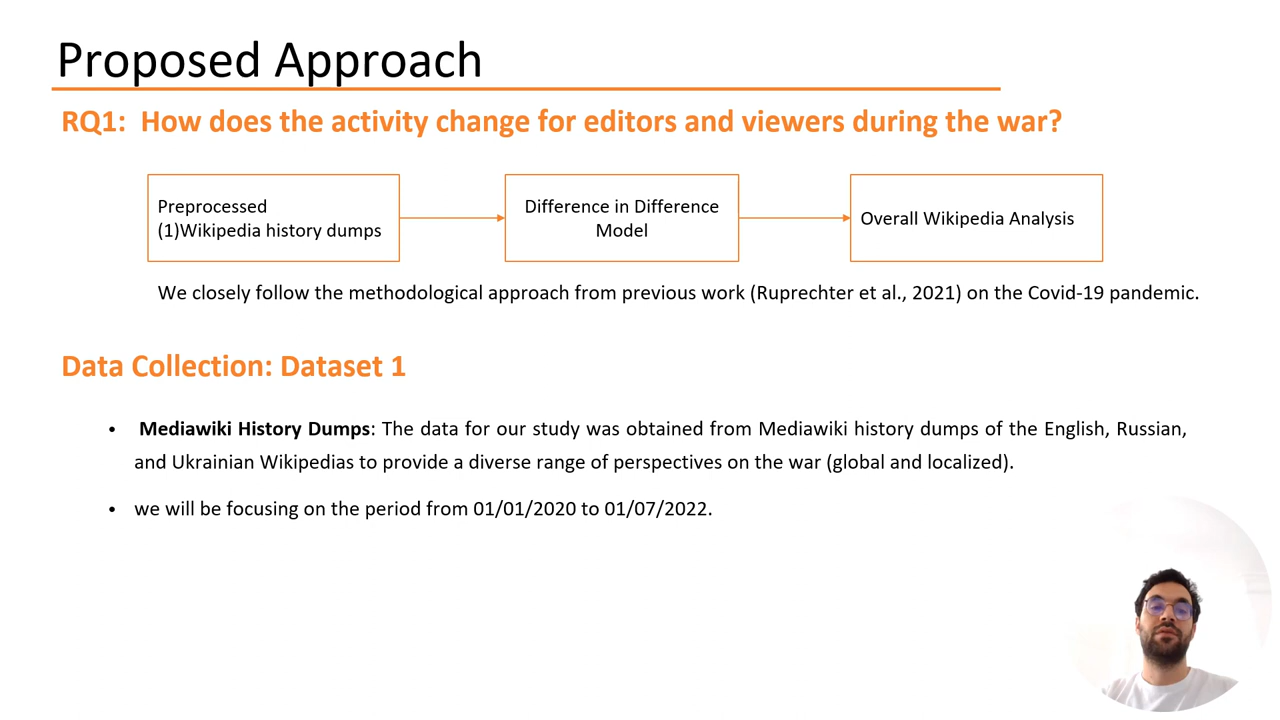 Proposed Approach
RQ1: How does the activity change for editors and viewers during the war?
Preprocessed
(1)Wikipedia history dumps
Difference in Difference
Model
Overall Wikipedia Analysis
We closely follow the methodological approach from previous work (Ruprechter et al., 2021) on the Covid-19 pandemic.
Data Collection: Dataset 1
• Mediawiki History Dumps: The data for our study was obtained from Mediawiki history dumps of the English, Russian,
and Ukrainian Wikipedias to provide a diverse range of perspectives on the war (global and localized).
• we will be focusing on the period from 01/01/2020 to 01/07/2022.